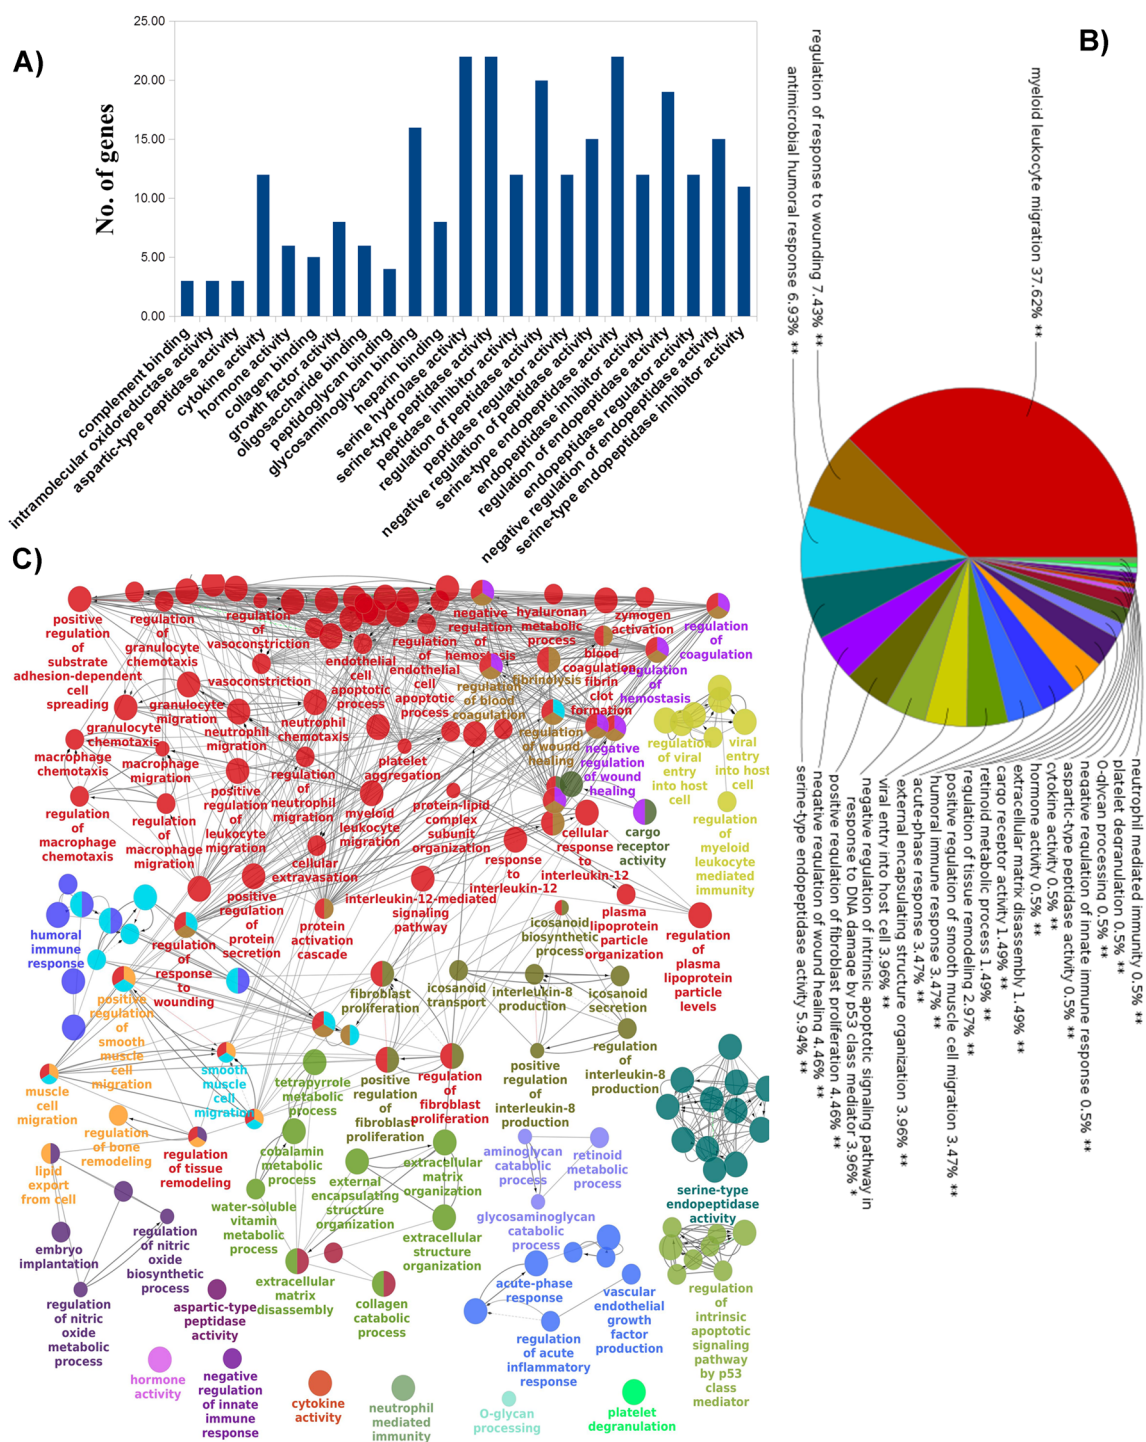 A)
No. of genes
25.00
20.00
15.00
10.00
5.00
0.00
complement binding
intramolecular oxidoreductase activity
aspartic-type peptidase activity
cytokine activity
hormone activity
collagen binding
growth factor activity
oligosaccharide binding
peptidoglycan binding
glycosaminoglycan binding
heparin binding
serine hydrolase activity
serine-type peptidase activity
peptidase inhibitor activity
regulation of peptidase activity
peptidase regulator activity
negative regulation of peptidase activity
serine-type endopeptidase activity
endopeptidase inhibitor activity
regulation of endopeptidase activity
endopeptidase regulator activity
negative regulation of endopeptidase activity
serine-type endopeptidase inhibitor activity
B)
myeloid leukocyte migration 37.62% **
regulation of response to wounding 7.43% **
antimicrobial humoral response 6.93% **
neutrophil mediated immunity 0.5% **
platelet degranulation 0.5% **
O-glycan processing 0.5% **
negative regulation of innate immune response 0.5% **
aspartic-type peptidase activity 0.5% **
cytokine activity 0.5% **
hormone activity 0.5% **
extracellular matrix disassembly 1.49% **
cargo receptor activity 1.49% **
retinoid metabolic process 1.49% **
regulation of tissue remodeling 2.97% **
positive regulation of smooth muscle cell migration 3.47% **
humoral immune response 3.47% **
acute-phase response 3.47% **
external encapsulating structure organization 3.96% **
viral entry into host cell 3.96% **
negative regulation of intrinsic apoptotic signaling pathway in
response to DNA damage by p53 class mediator 3.96% *
positive regulation of fibroblast proliferation 4.46% **
negative regulation of wound healing 4.46% **
serine-type endopeptidase activity 5.94% **
C)
positive
regulation
of
substrate
adhesion-dependent
cell
spreading
regulation
of
granulocyte
chemotaxis
regulation
of
vasoconstriction
vasoconstriction
endothelial
cell
apoptotic
process
regulation
of
endothelial
cell
apoptotic
process
negative
regulation
of
hemostasis
hyaluronan
metabolic
process
zymogen
activation
regulation
of
coagulation
blood
coagulation
fibrin
clot
formation
fibrinolysis
regulation
of
hemostasis
regulation
of blood
coagulation
granulocyte
migration
granulocyte
chemotaxis
neutrophil
migration
neutrophil
chemotaxis
macrophage
chemotaxis
macrophage
migration
regulation
of
neutrophil
migration
platelet
aggregation
regulation
of wound
healing
negative
regulation
of wound
healing
regulation
of viral
entry
into host
cell
viral
entry
into host
cell
regulation
of
macrophage
chemotaxis
regulation
of
macrophage
migration
positive
regulation
of
leukocyte
migration
myeloid
leukocyte
migration
protein-lipid
complex
subunit
organization
cellular
response
to
interleukin-12
cargo
receptor
activity
regulation
of
myeloid
leukocyte
mediated
immunity
cellular
extravasation
response
to
interleukin-12
positive
regulation
of
protein
secretion
interleukin-12-mediated
signaling
pathway
protein
activation
cascade
icosanoid
biosynthetic
process
plasma
lipoprotein
particle
organization
regulation
of
plasma
lipoprotein
particle
levels
humoral
immune
response
regulation
of
response
to
wounding
positive
regulation
of
smooth
muscle
cell
migration
fibroblast
proliferation
icosanoid
transport
interleukin-8
production
icosanoid
secretion
muscle
cell
migration
smooth
muscle
cell
migration
tetrapyrrole
metabolic
process
positive
regulation
of
fibroblast
proliferation
regulation
of
fibroblast
proliferation
positive
regulation
of
interleukin-8
production
regulation
of
interleukin-8
production
regulation
of bone
remodeling
regulation
of tissue
remodeling
cobalamin
metabolic
process
extracellular
matrix
organization
aminoglycan
catabolic
process
retinoid
metabolic
process
lipid
export
from cell
external
encapsulating
structure
organization
serine-type
endopeptidase
activity
water-soluble
vitamin
metabolic
process
glycosaminoglycan
catabolic
process
embryo
implantation
regulation
of nitric
oxide
biosynthetic
process
extracellular
structure
organization
regulation
of nitric
oxide
metabolic
process
aspartic-type
peptidase
activity
extracellular
matrix
disassembly
collagen
catabolic
process
acute-phase
response
vascular
endothelial
growth
factor
production
regulation
of
intrinsic
apoptotic
signaling
pathway
by p53
class
mediator
regulation
of acute
inflammatory
response
hormone
activity
negative
regulation
of innate
immune
response
cytokine
activity
neutrophil
mediated
immunity
O-glycan
processing
platelet
degranulation